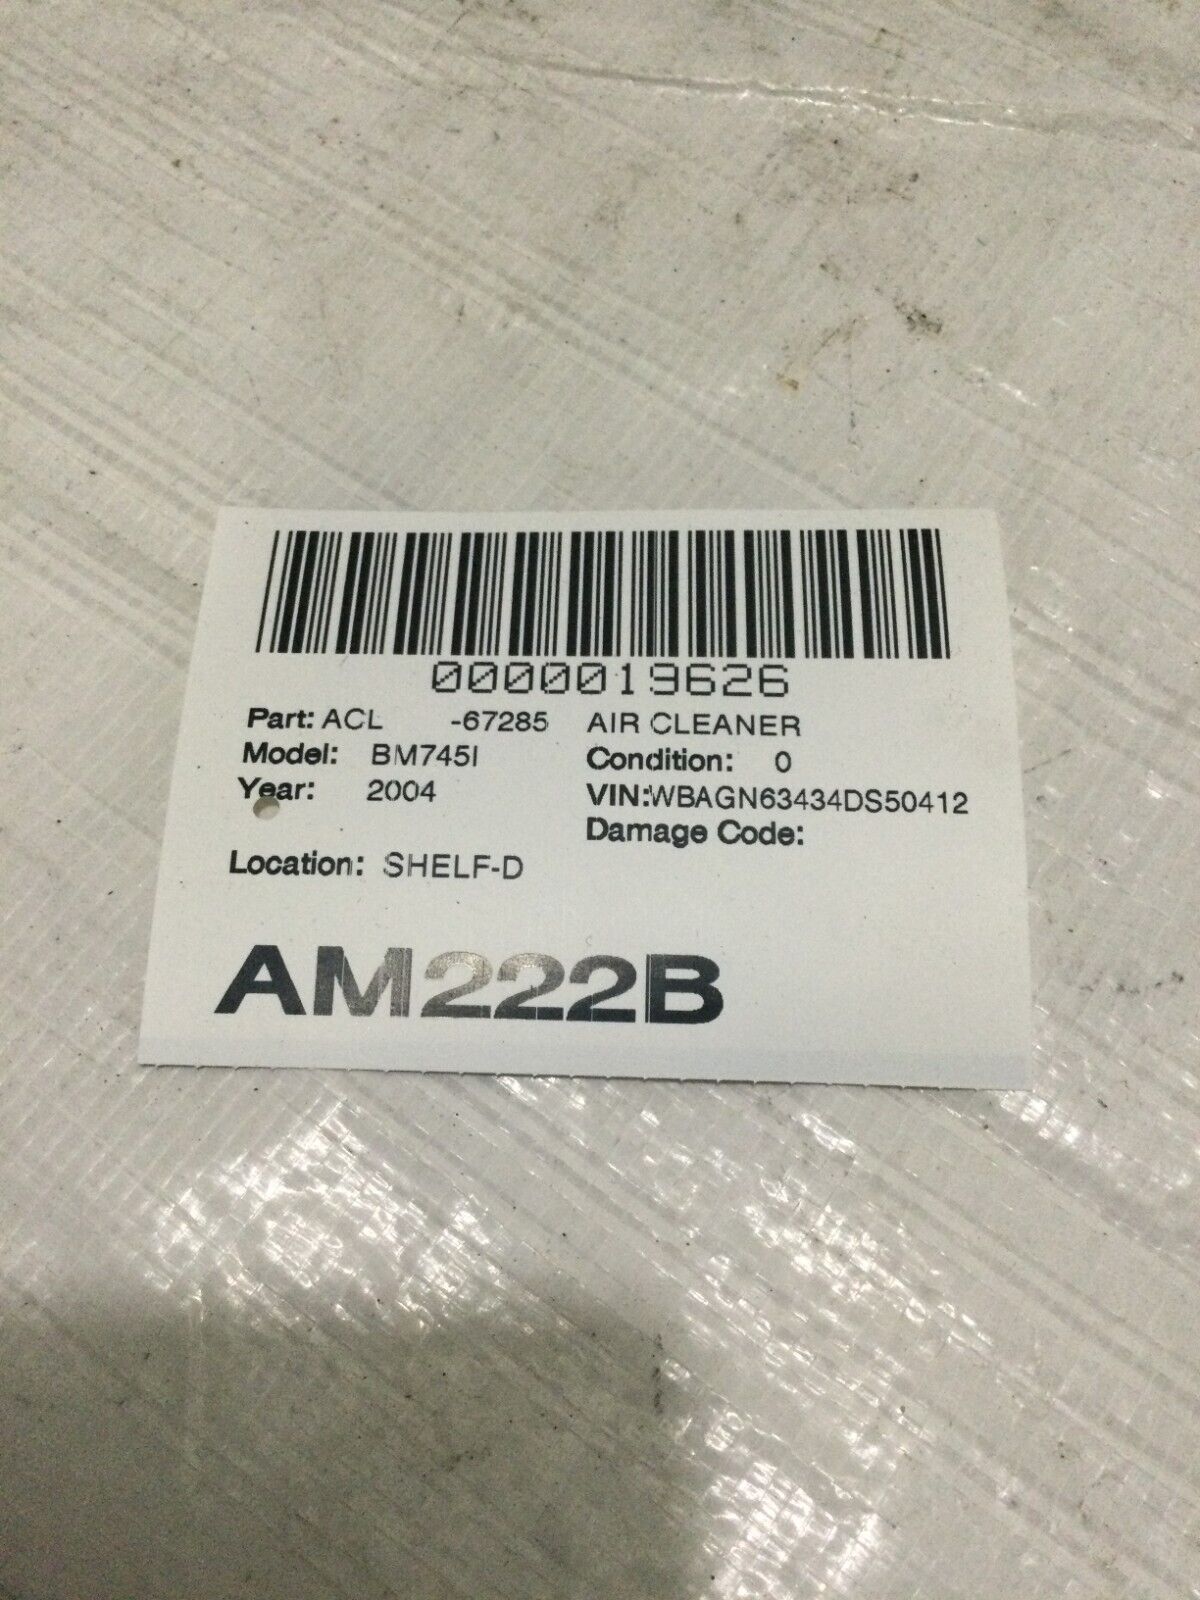 0000019626
Part: ACL -67285 AIR CLEANER
Model: BM745I Condition: 0
Year: 2004 VIN:WBAGN63434DS50412
Damage Code:
Location: SHELF-D
AM222B